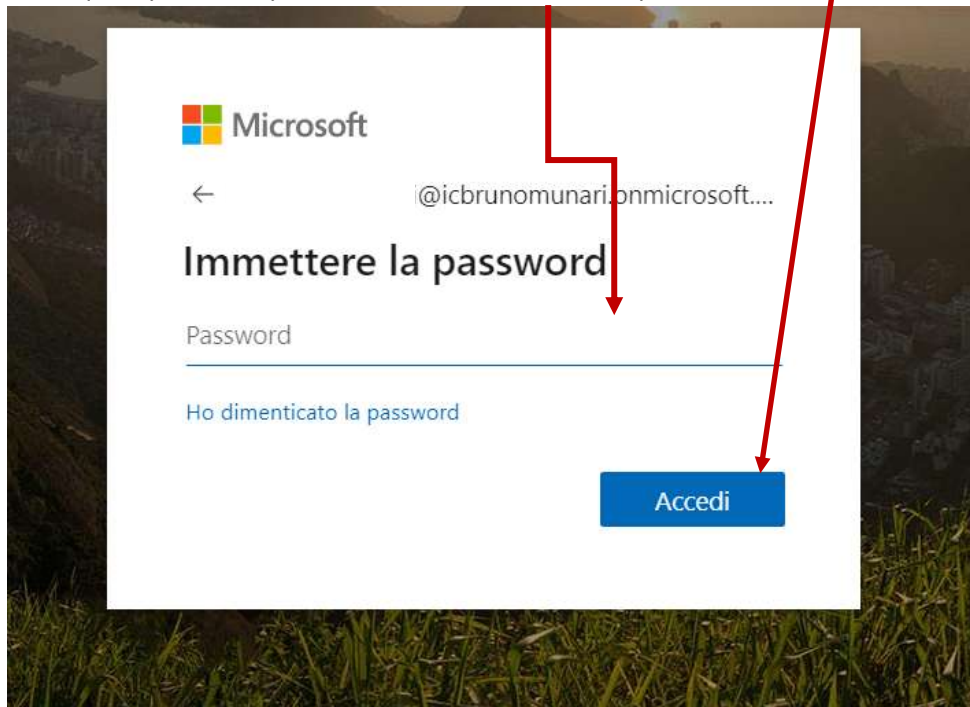 Microsoft
i@icbrunomunari.onmicrosoft....
Immettere la password
Password
Ho dimenticato la password
Accedi